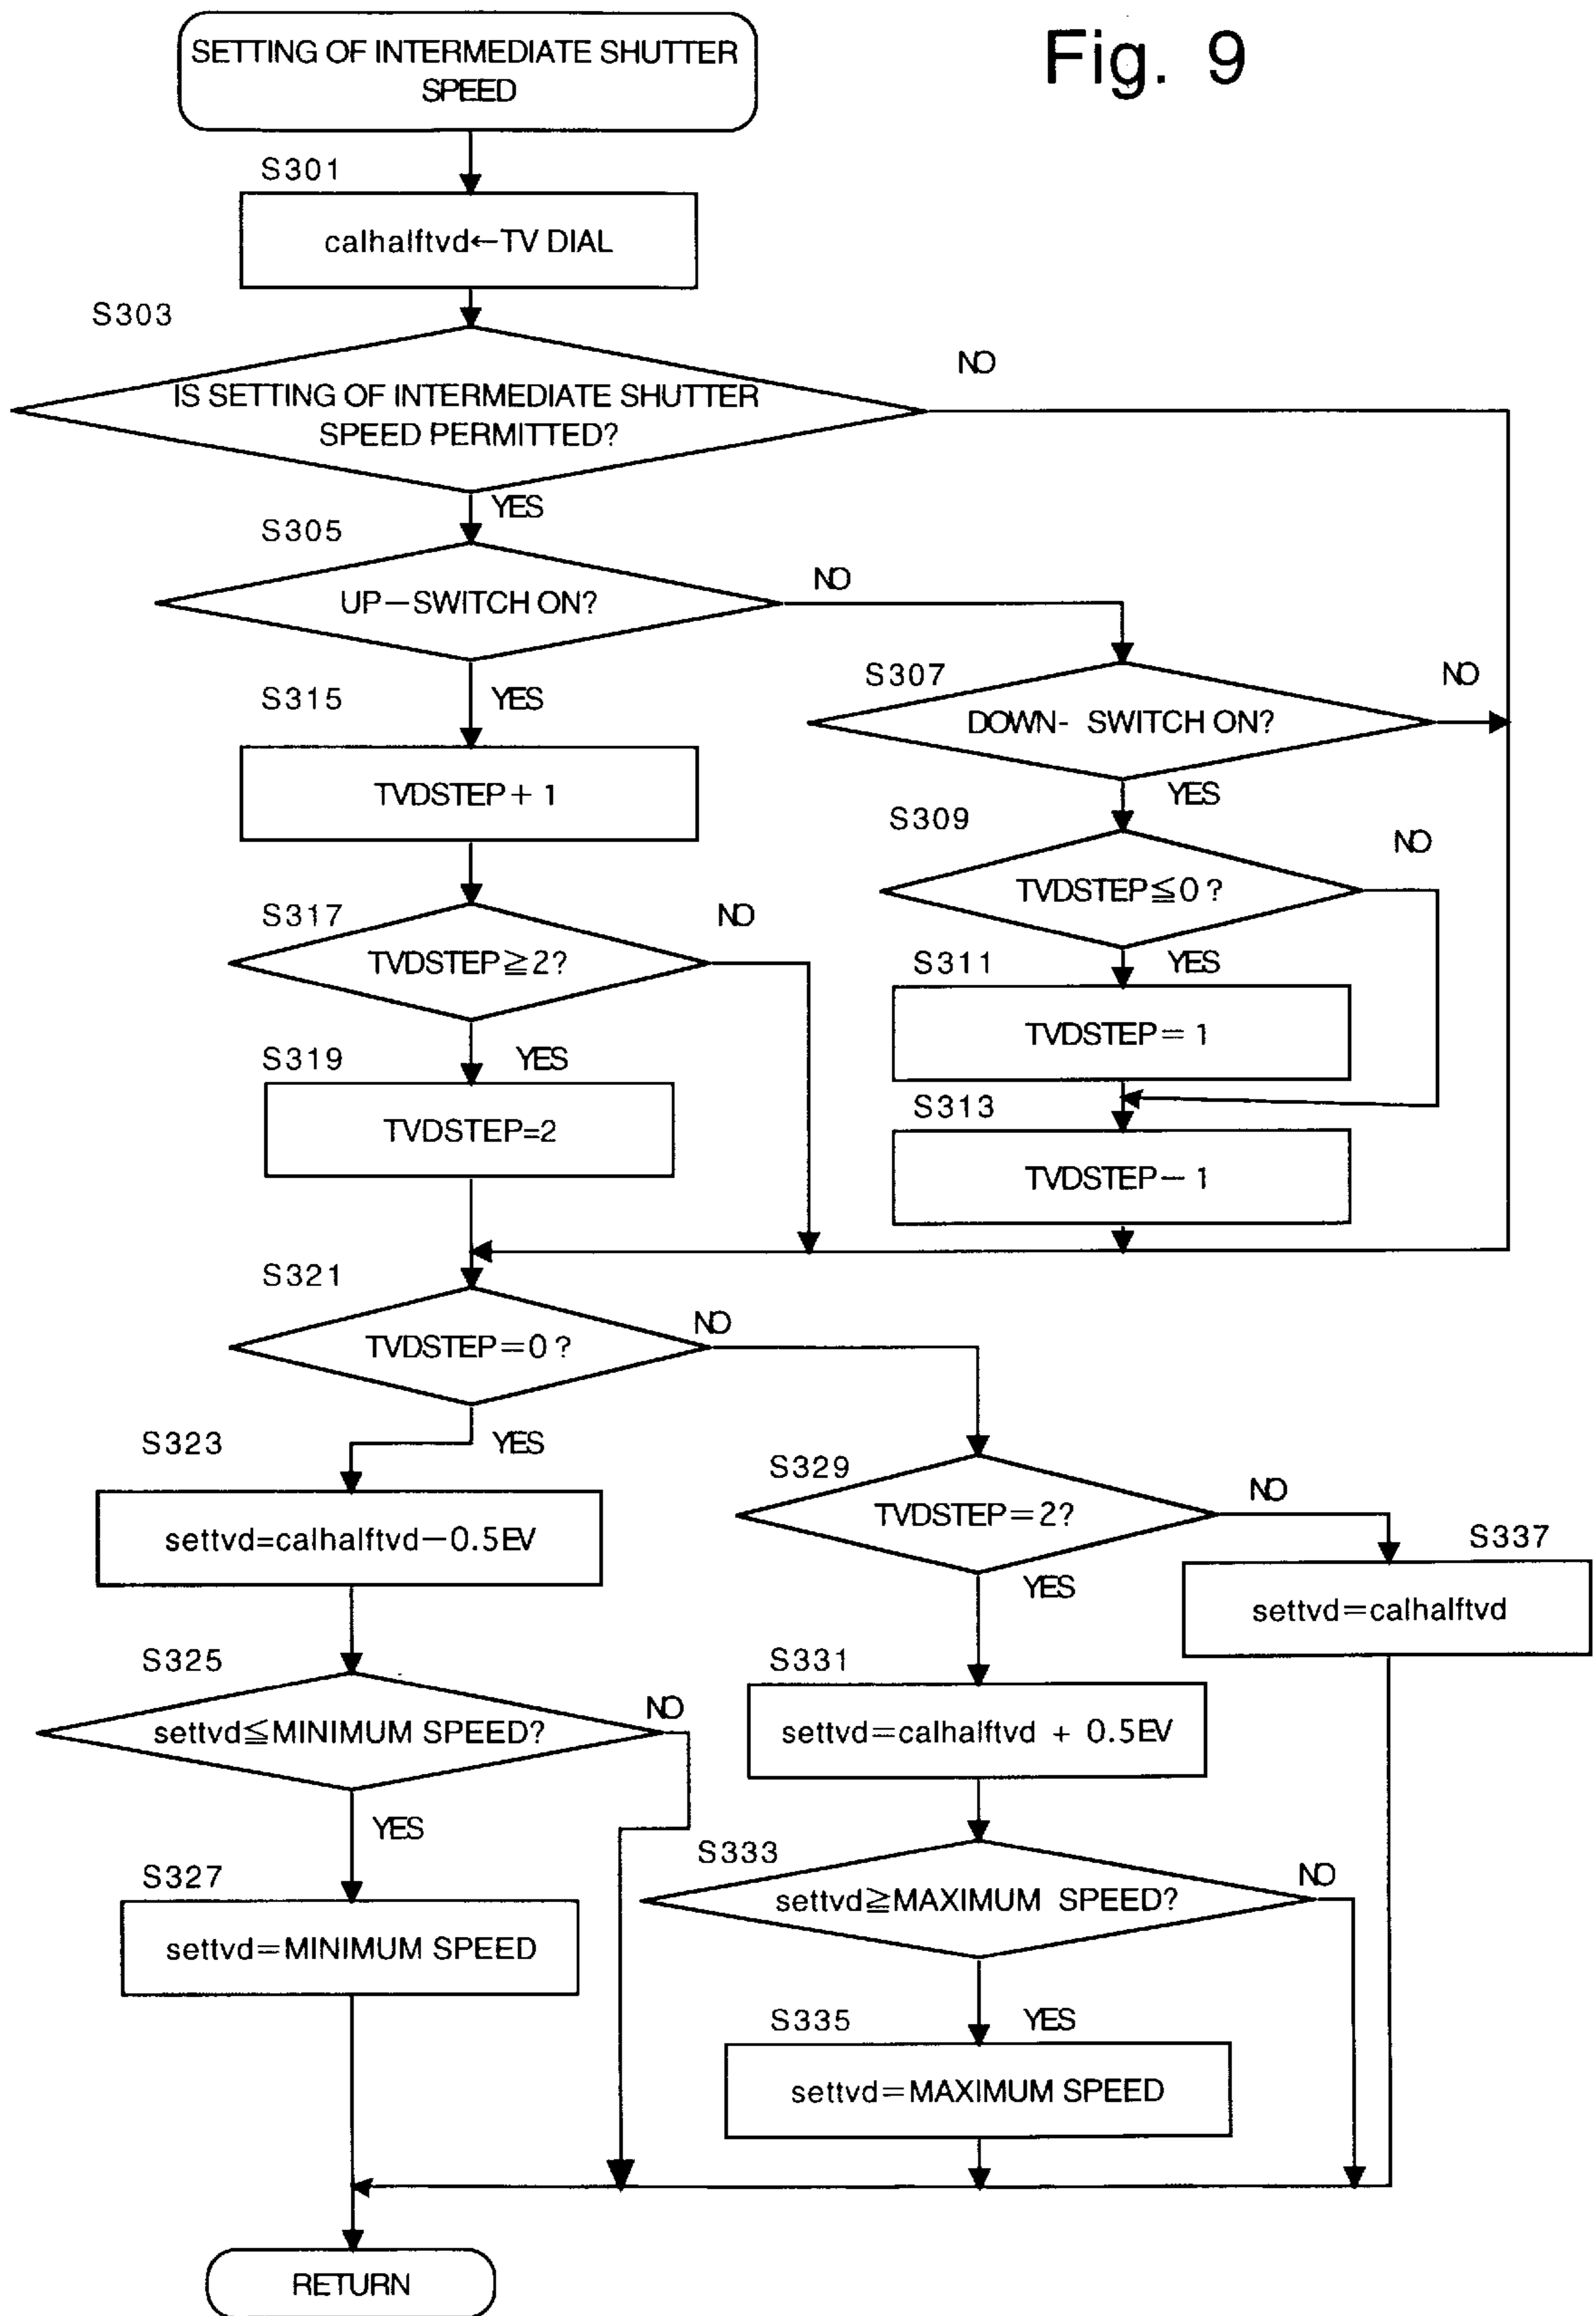 Fig. 9
SETTING OF INTERMEDIATE SHUTTER
SPEED
S301
calhalftvd←TV DIAL
S303
IS SETTING OF INTERMEDIATE SHUTTER
SPEED PERMITTED?
NO
YES
S305
UP-SWITCH ON?
NO
S307
DOWN- SWITCH ON?
NO
YES
S315
YES
TVDSTEP+1
S309
TVDSTEP≦0?
NO
YES
S311
TVDSTEP=1
S313
TVDSTEP-1
S317
TVDSTEP≧2?
NO
S319
YES
TVDSTEP=2
S321
TVDSTEP=0?
NO
S323
YES
settvd=calhalftvd-0.5EV
S325
settvd≦MINIMUM SPEED?
NO
YES
S327
settvd=MINIMUM SPEED
S329
TVDSTEP=2?
NO
YES
S337
settvd=calhalftvd
S331
settvd=calhalftvd + 0.5EV
S333
settvd≧MAXIMUM SPEED?
NO
S335
YES
settvd=MAXIMUM SPEED
RETURN